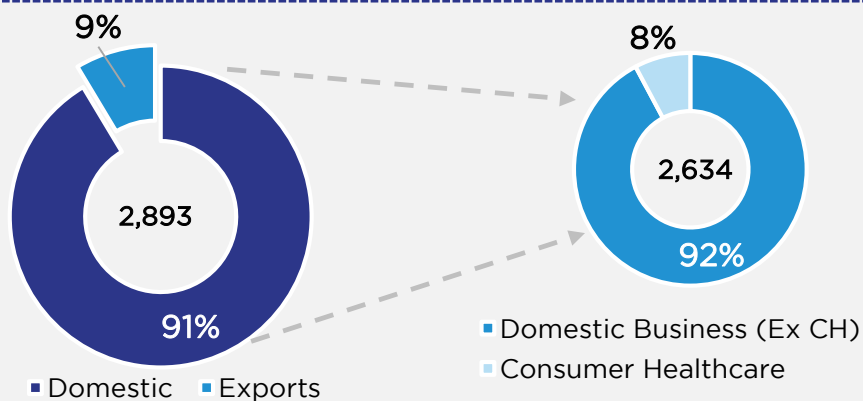 9%
2,893
91%
Domestic Exports
8%
2,634
92%
Domestic Business (Ex CH)
Consumer Healthcare